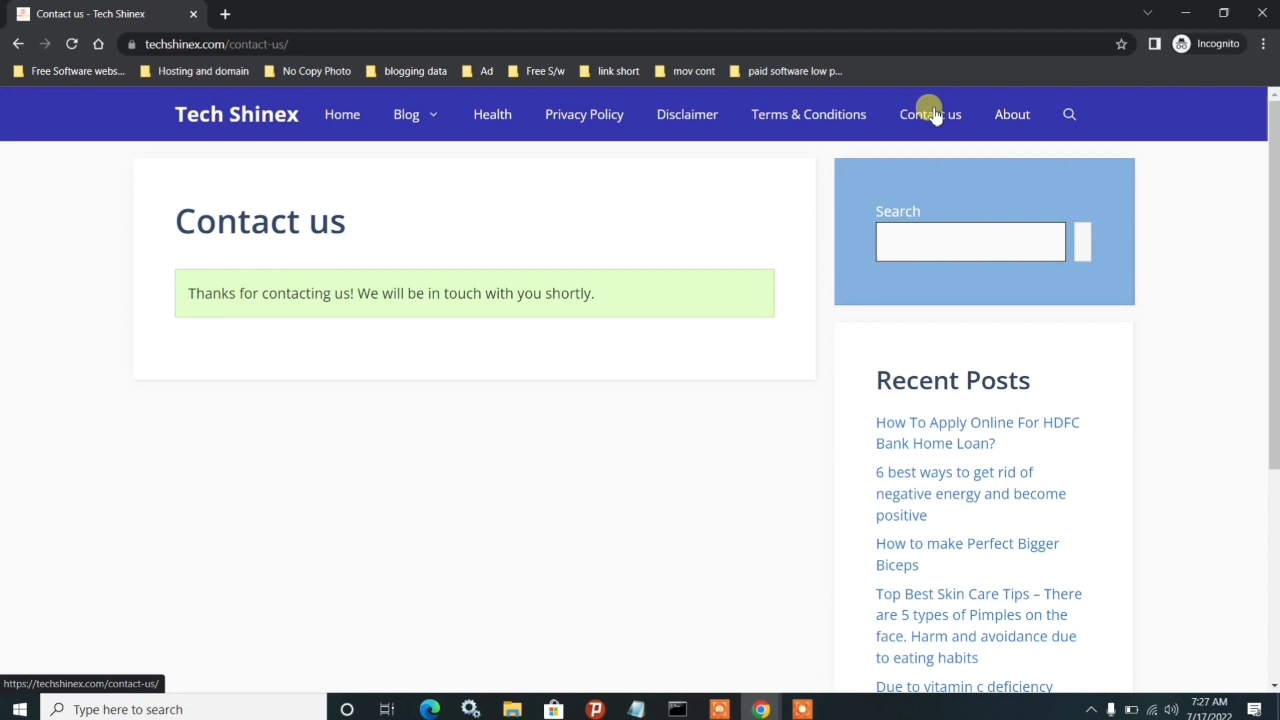 Contact us - Tech Shinex
techshinex.com/contact-us/
Incognito
Free Software webs...
Hosting and domain
No Copy Photo
blogging data
Ad
Free S/w
link short
mov cont
paid software low p...
Tech Shinex
Home
Blog
Health
Privacy Policy
Disclaimer
Terms & Conditions
Contact us
About
Contact us
Thanks for contacting us! We will be in touch with you shortly.
Search
Recent Posts
How To Apply Online For HDFC
Bank Home Loan?
6 best ways to get rid of
negative energy and become
positive
How to make Perfect Bigger
Biceps
Top Best Skin Care Tips – There
are 5 types of Pimples on the
face. Harm and avoidance due
to eating habits
Due to vitamin c deficiency
https://techshinex.com/contact-us/
Type here to search
7:27 AM
7/17/2022